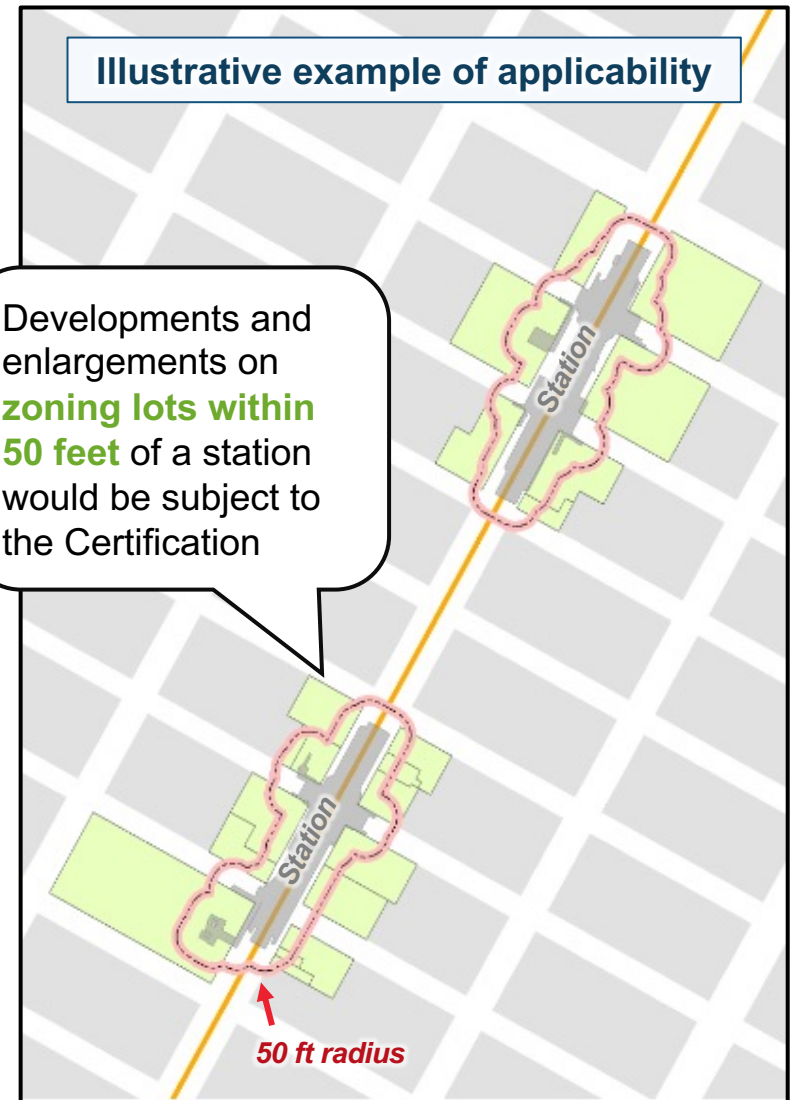 Illustrative example of applicability
Developments and
enlargements on
zoning lots within
50 feet of a station
would be subject to
the Certification
Station
Station
50 ft radius